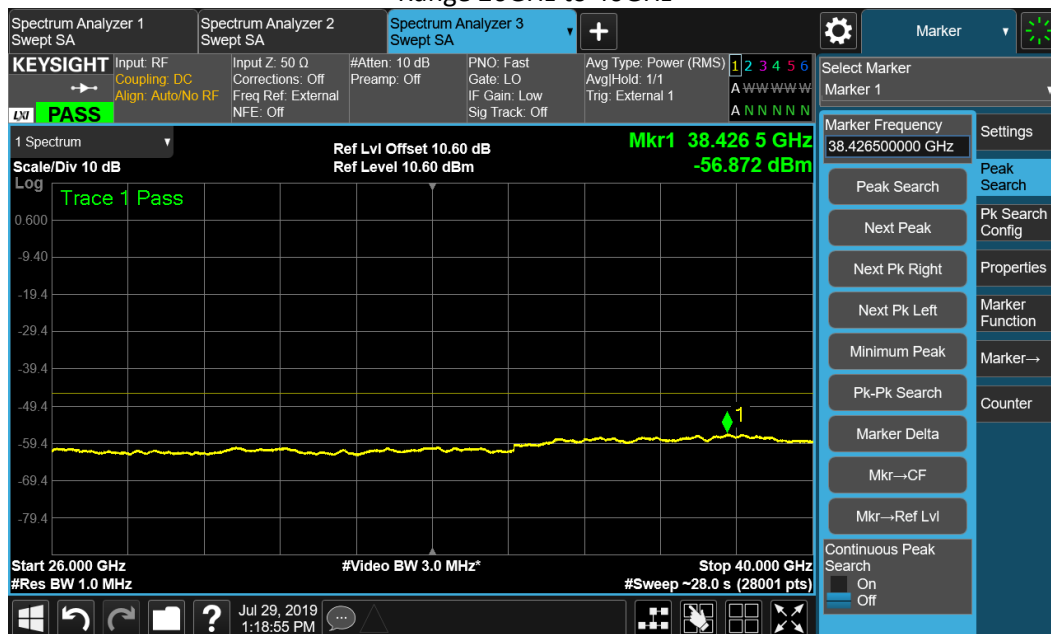 Spectrum Analyzer 1
Swept SA
Spectrum Analyzer 2
Swept SA
Spectrum Analyzer 3
Swept SA
Marker
KEYSIGHT
LXI
PASS
Input: RF
Coupling: DC
Align: Auto/No RF
Input Z: 50 Ω
Corrections: Off
Freq Ref: External
NFE: Off
#Atten: 10 dB
Preamp: Off
PNO: Fast
Gate: LO
IF Gain: Low
Sig Track: Off
Avg Type: Power (RMS)
Avg|Hold: 1/1
Trig: External 1
1 2 3 4 5 6
A W W W W W
A N N N N N
Select Marker
Marker 1
1 Spectrum
Scale/Div 10 dB
Ref Lvl Offset 10.60 dB
Ref Level 10.60 dBm
Mkr1 38.426 5 GHz
-56.872 dBm
Log
Trace 1 Pass
0.600
-9.40
-19.4
-29.4
-39.4
-49.4
-59.4
-69.4
-79.4
1
Start 26.000 GHz
#Res BW 1.0 MHz
#Video BW 3.0 MHz*
Stop 40.000 GHz
#Sweep ~28.0 s (28001 pts)
Marker Frequency
38.426500000 GHz
Peak Search
Next Peak
Next Pk Right
Next Pk Left
Minimum Peak
Pk-Pk Search
Marker Delta
Mkr→CF
Mkr→Ref Lvl
Continuous Peak
Search
On
Off
Settings
Peak
Search
Pk Search
Config
Properties
Marker
Function
Marker→
Counter
?
Jul 29, 2019
1:18:55 PM